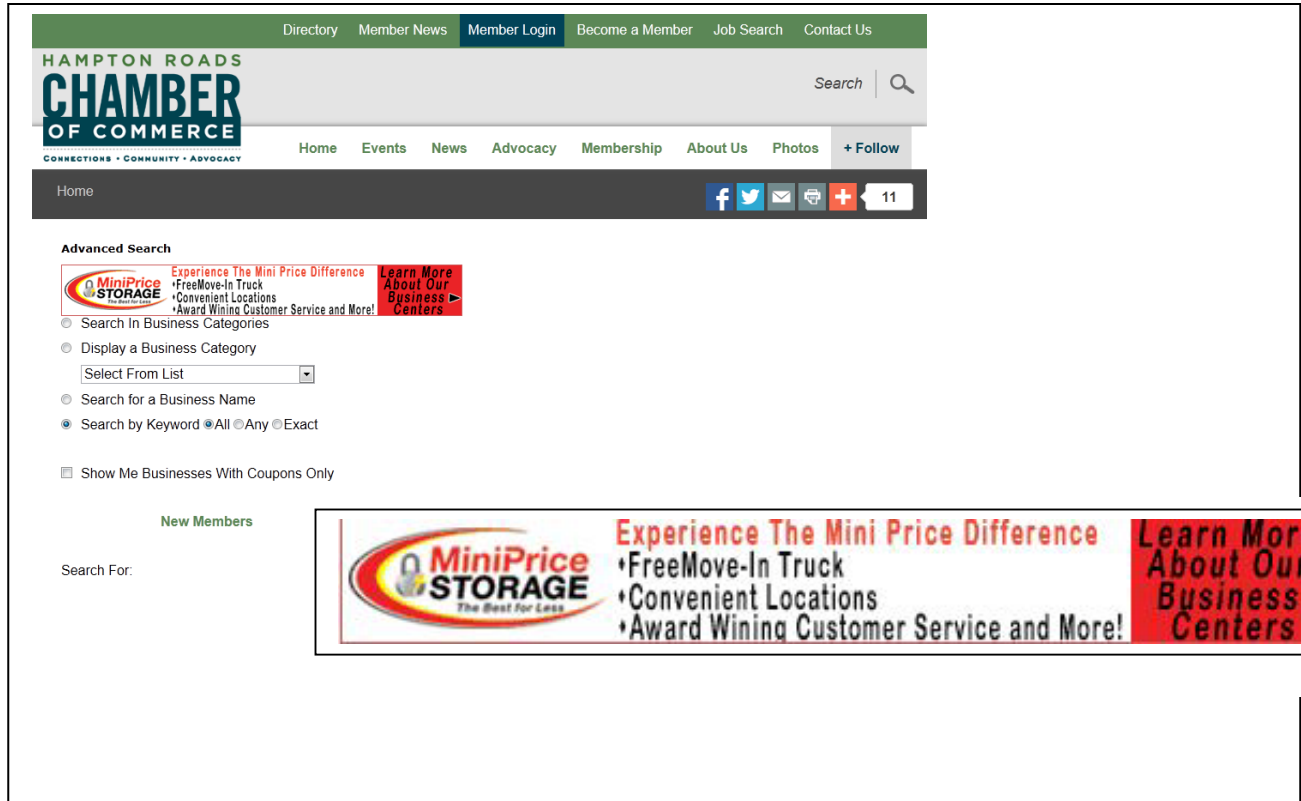 Directory Member News Member Login Become a Member Job Search Contact Us
HAMPTON ROADS
CHAMBER
OF COMMERCE
CONNECTIONS • COMMUNITY • ADVOCACY
Search
Home Events News Advocacy Membership About Us Photos + Follow
Home
11
Advanced Search
MiniPrice
STORAGE
The Best for Less
Experience The Mini Price Difference
•FreeMove-In Truck
•Convenient Locations
•Award Wining Customer Service and More!
Learn More
About Our
Business
Centers
Search In Business Categories
Display a Business Category
Select From List
Search for a Business Name
Search by Keyword All Any Exact
Show Me Businesses With Coupons Only
New Members
Search For:
MiniPrice
STORAGE
The Best for Less
Experience The Mini Price Difference
•FreeMove-In Truck
•Convenient Locations
•Award Wining Customer Service and More!
Learn Mor
About Our
Business
Centers